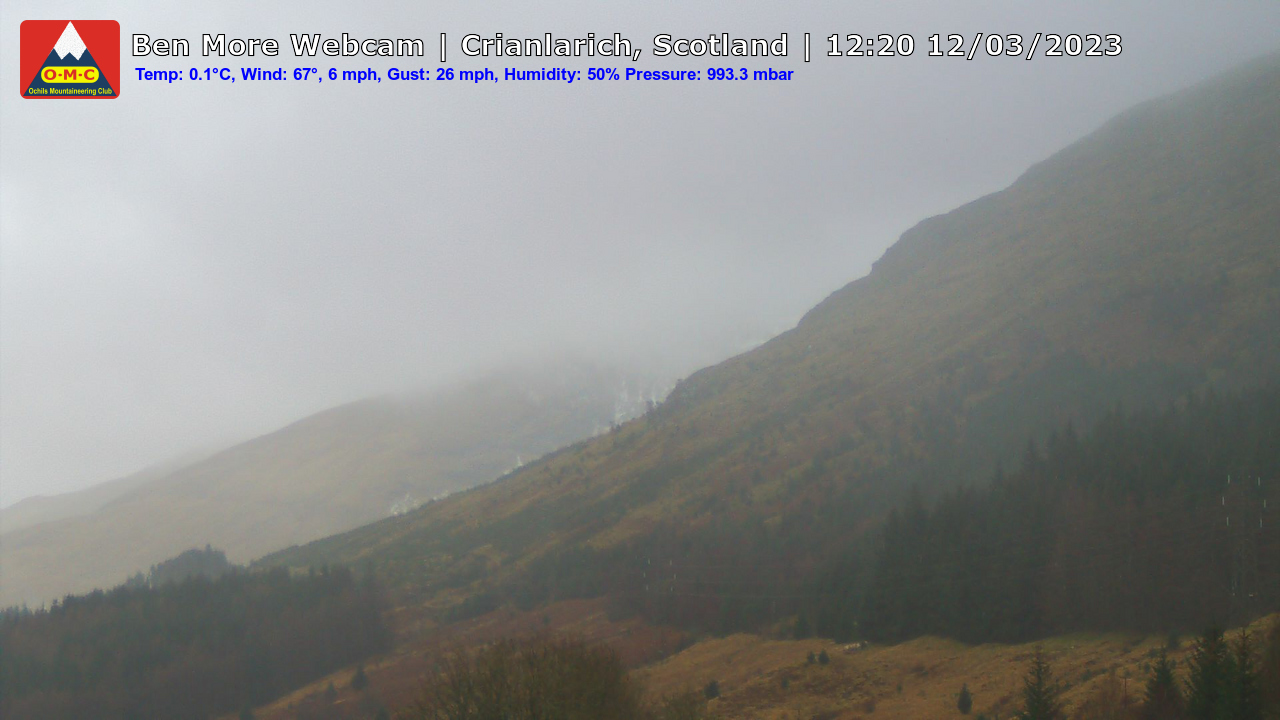 Ben More Webcam | Crianlarich, Scotland | 12:20 12/03/2023
Temp: 0.1°C, Wind: 67°, 6 mph, Gust: 26 mph, Humidity: 50% Pressure: 993.3 mbar
O·M·C
Ochils Mountaineering Club